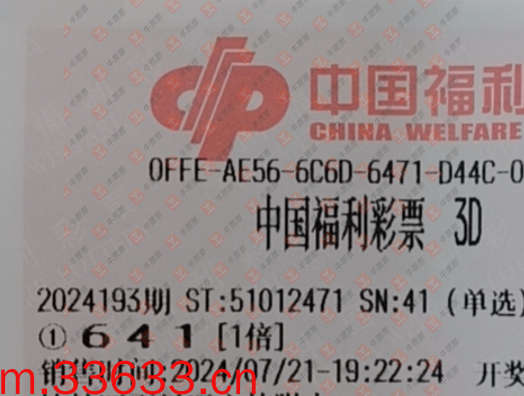 中国福利
CHINA WELFARE
0FFE-AE56-6C6D-6471-D44C-0
中国福利彩票 3D
2024193期 ST:51012471 SN:41 (单选)
① 6 4 1 [1倍]
2024/07/21-19:22:24 开奖
m.33633.cn